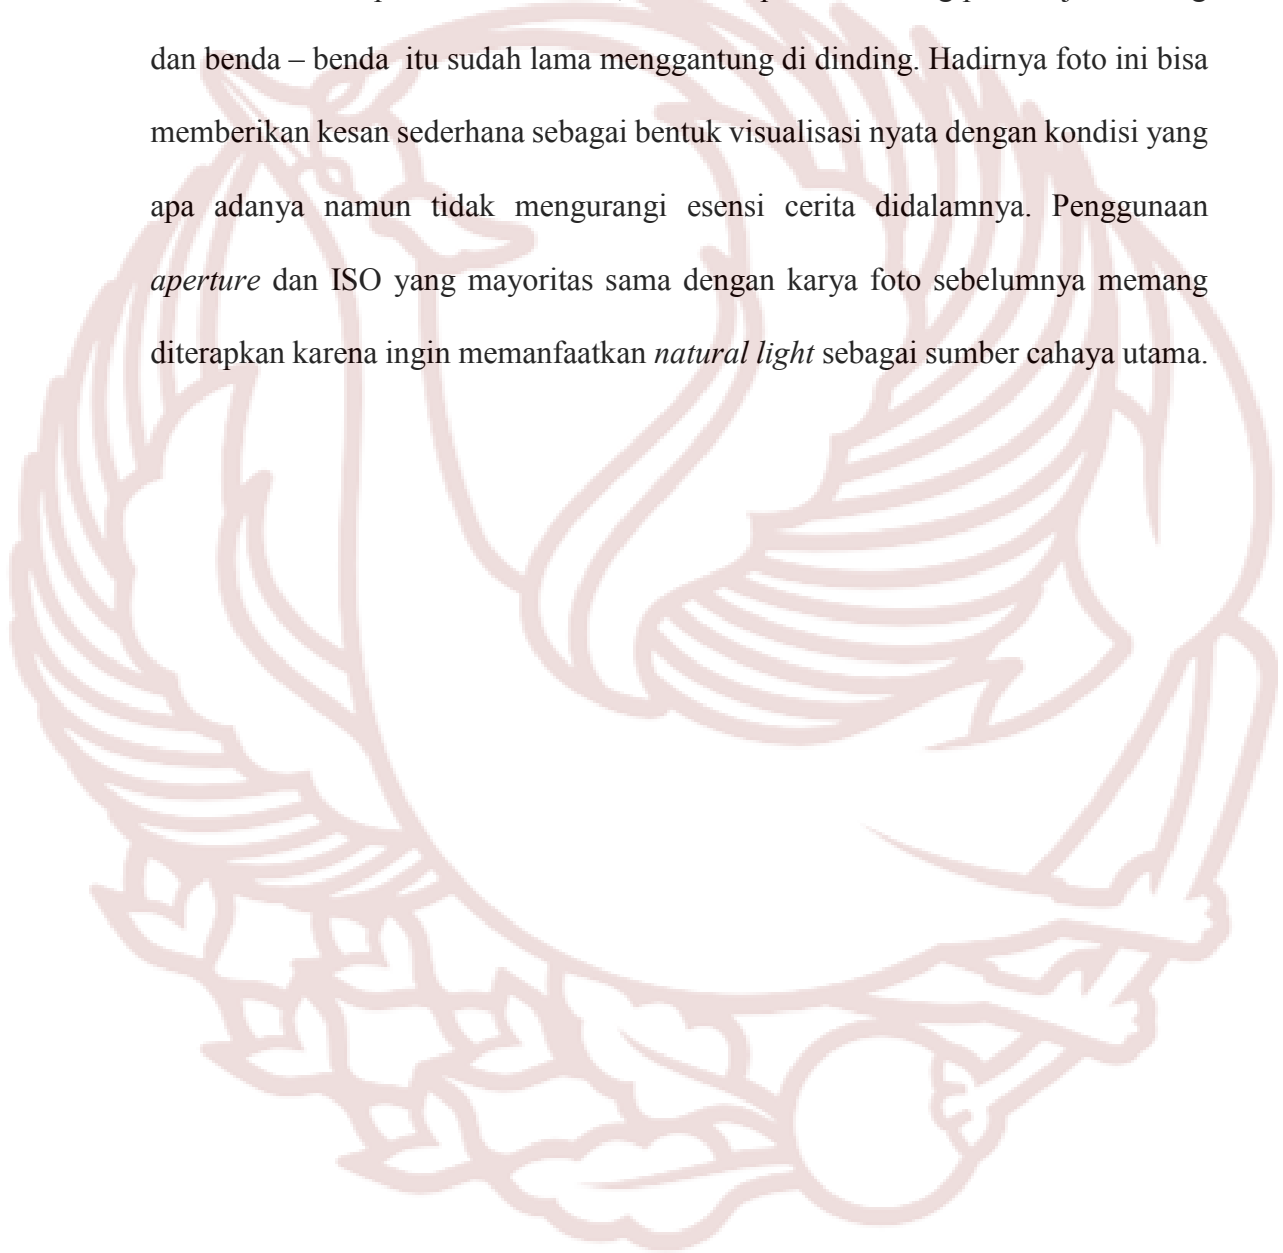 dan benda – benda  itu sudah lama menggantung di dinding. Hadirnya foto ini bisa
memberikan kesan sederhana sebagai bentuk visualisasi nyata dengan kondisi yang
apa adanya namun tidak mengurangi esensi cerita didalamnya. Penggunaan
aperture dan ISO yang mayoritas sama dengan karya foto sebelumnya memang
diterapkan karena ingin memanfaatkan natural light sebagai sumber cahaya utama.